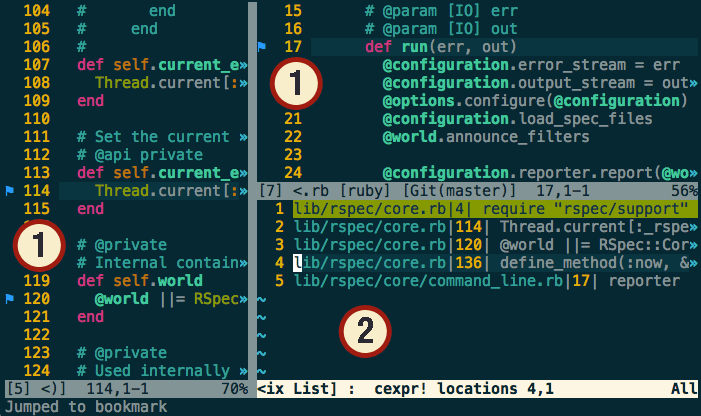 104 #       end
105 #     end
106 #
107 def self.current_e»
108   Thread.current[:»
109 end
110
111 # Set the current »
112 # @api private
113 def self.current_e»
114   Thread.current[:»
115 end
1
# @private
# Internal contain»
119 def self.world
120   @world ||= RSpec»
121 end
122
123 # @private
124 # Used internally »
[5] <)] 114,1-1 70%
Jumped to bookmark
15 # @param [IO] err
16 # @param [IO] out
17 def run(err, out)
1
@configuration.error_stream = err
@configuration.output_stream = out»
@options.configure(@configuration)
21 @configuration.load_spec_files
22 @world.announce_filters
23
24 @configuration.reporter.report(@wo»
[7] <.rb [ruby] [Git(master)] 17,1-1 56%
1 lib/rspec/core.rb|4| require "rspec/support"
2 lib/rspec/core.rb|114| Thread.current[:_rspe»
3 lib/rspec/core.rb|120| @world ||= RSpec::Cor»
4 lib/rspec/core.rb|136| define_method(:now, &»
5 lib/rspec/core/command_line.rb|17| reporter
~
~
~
~
~
2
<ix List] : cexpr! locations 4,1 All